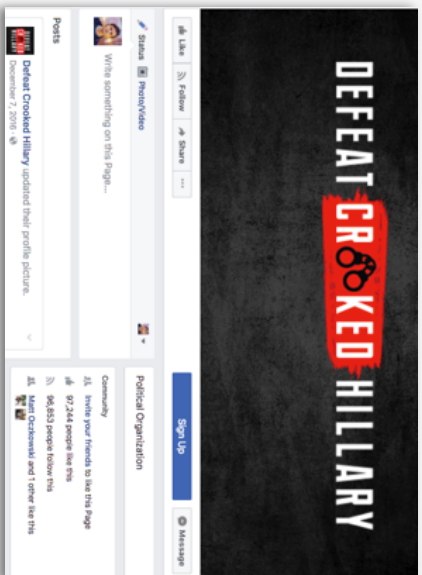 DEFEAT CROOKED HILLARY
Like Follow Share ...
Sign Up
Message
Status Photo/Video
Write something on this Page...
Posts
Defeat Crooked Hillary updated their profile picture.
December 7, 2016 ·
Political Organization
Community
Invite your friends to like this Page
97,244 people like this
96,853 people follow this
Matt Oczkowski and 1 other like this